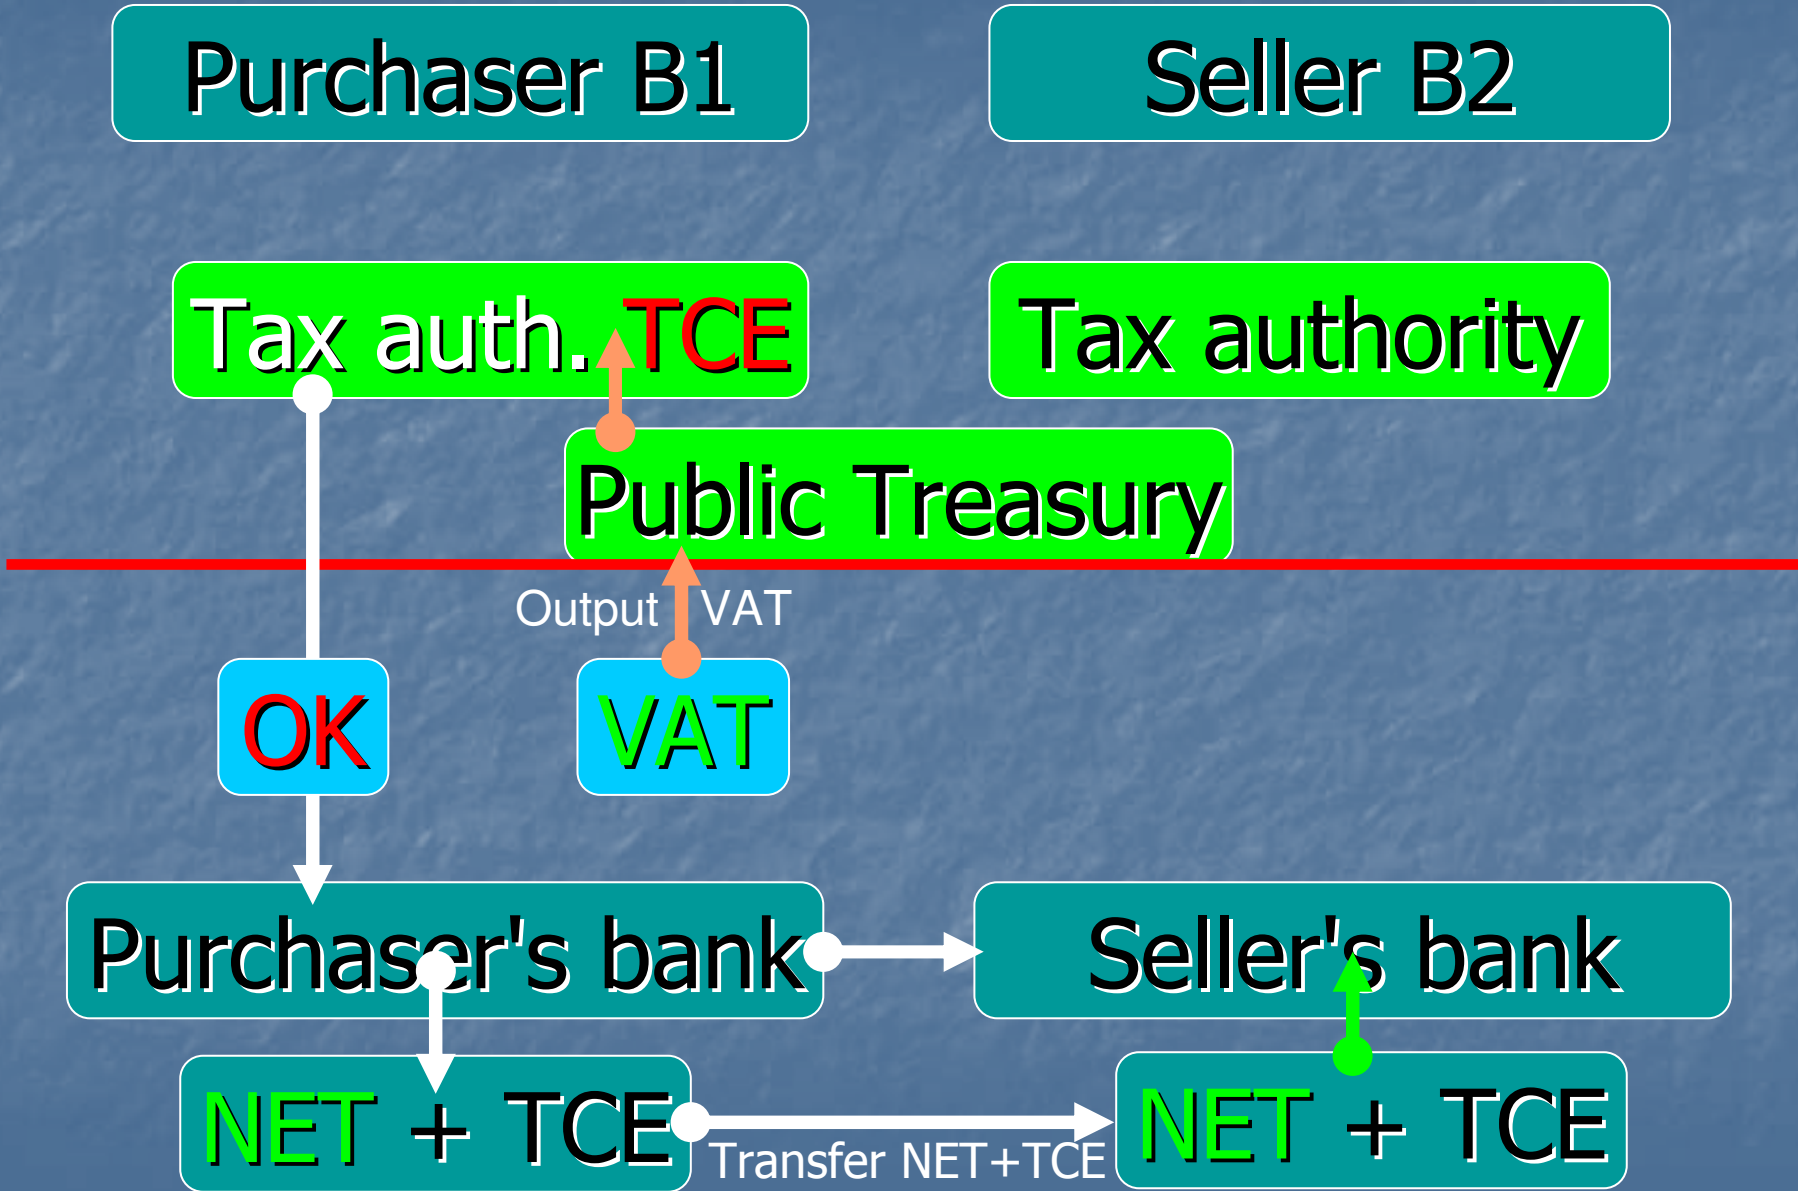 Purchaser B1
Seller B2
Tax auth. TCE
Tax authority
Public Treasury
Output VAT
OK
VAT
Purchaser's bank
Seller's bank
NET + TCE
Transfer NET+TCE
NET + TCE